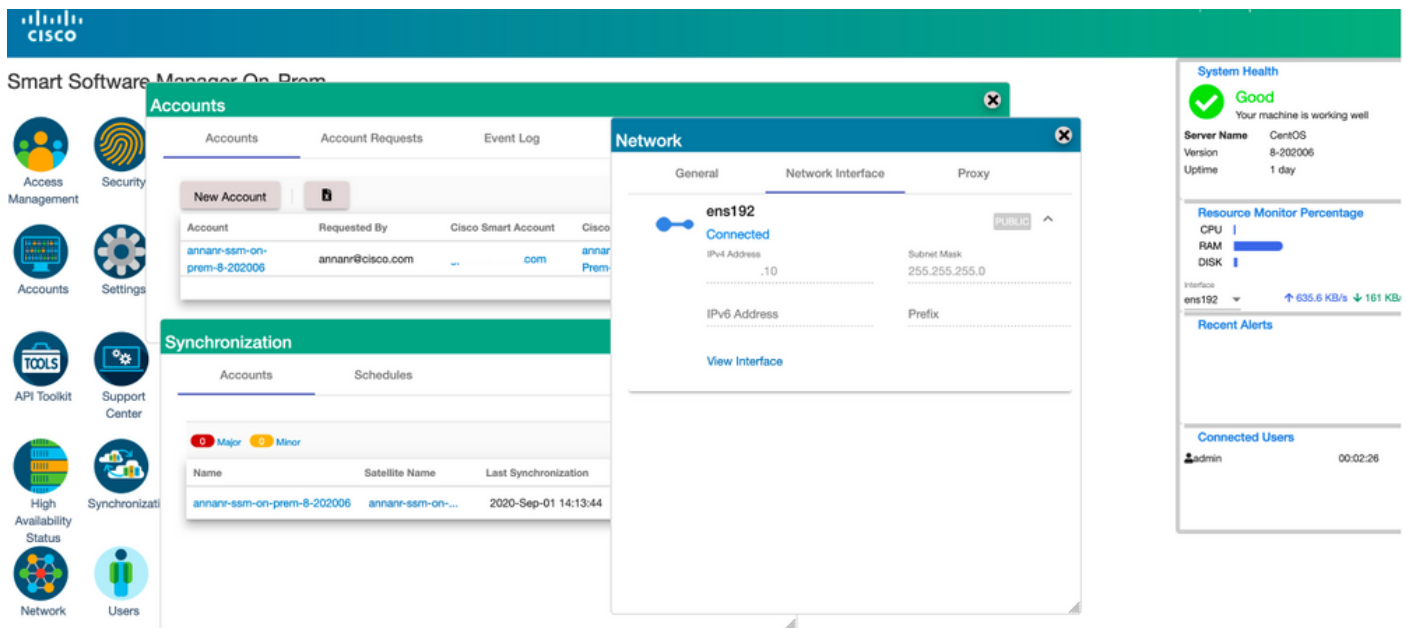 CISCO
Smart Software Manager On-Prem
Access
Management
Security
Accounts
Settings
TOOLS
API Toolkit
Support
Center
High
Availability
Status
Synchronizati
Network
Users
Accounts
Accounts Account Requests Event Log
New Account
Account Requested By Cisco Smart Account Cisco
annanr-ssm-on-
prem-8-202006
annanr@cisco.com
.com
annar
Prem-
Synchronization
Accounts Schedules
0 Major 0 Minor
Name Satellite Name Last Synchronization
annanr-ssm-on-prem-8-202006 annanr-ssm-on-... 2020-Sep-01 14:13:44
Network
General Network Interface Proxy
ens192
PUBLIC
Connected
IPv4 Address Subnet Mask
.10 255.255.255.0
IPv6 Address Prefix
View Interface
System Health
Good
Your machine is working well
Server Name CentOS
Version 8-202006
Uptime 1 day
Resource Monitor Percentage
CPU
RAM
DISK
Interface
ens192 635.6 KB/s 161 KB/
Recent Alerts
Connected Users
admin 00:02:26